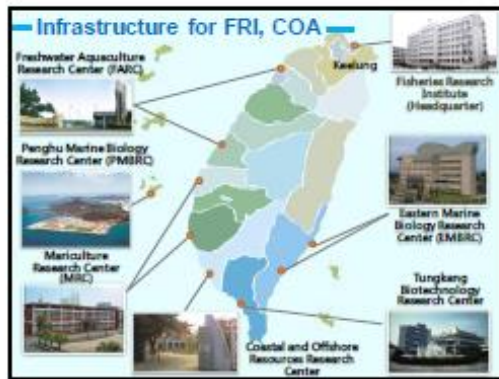 Infrastructure for FRI, COA
Freshwater Aquaculture
Research Center (FARC)
Keelung
Fisheries Research
Institute
(Headquarter)
Penghu Marine Biology
Research Center (PMBRC)
Mariculture
Research Center
(MRC)
Eastern Marine
Biology Research
Center (EMBRC)
Tungkang
Biotechnology
Research Center
Coastal and Offshore
Resources Research
Center